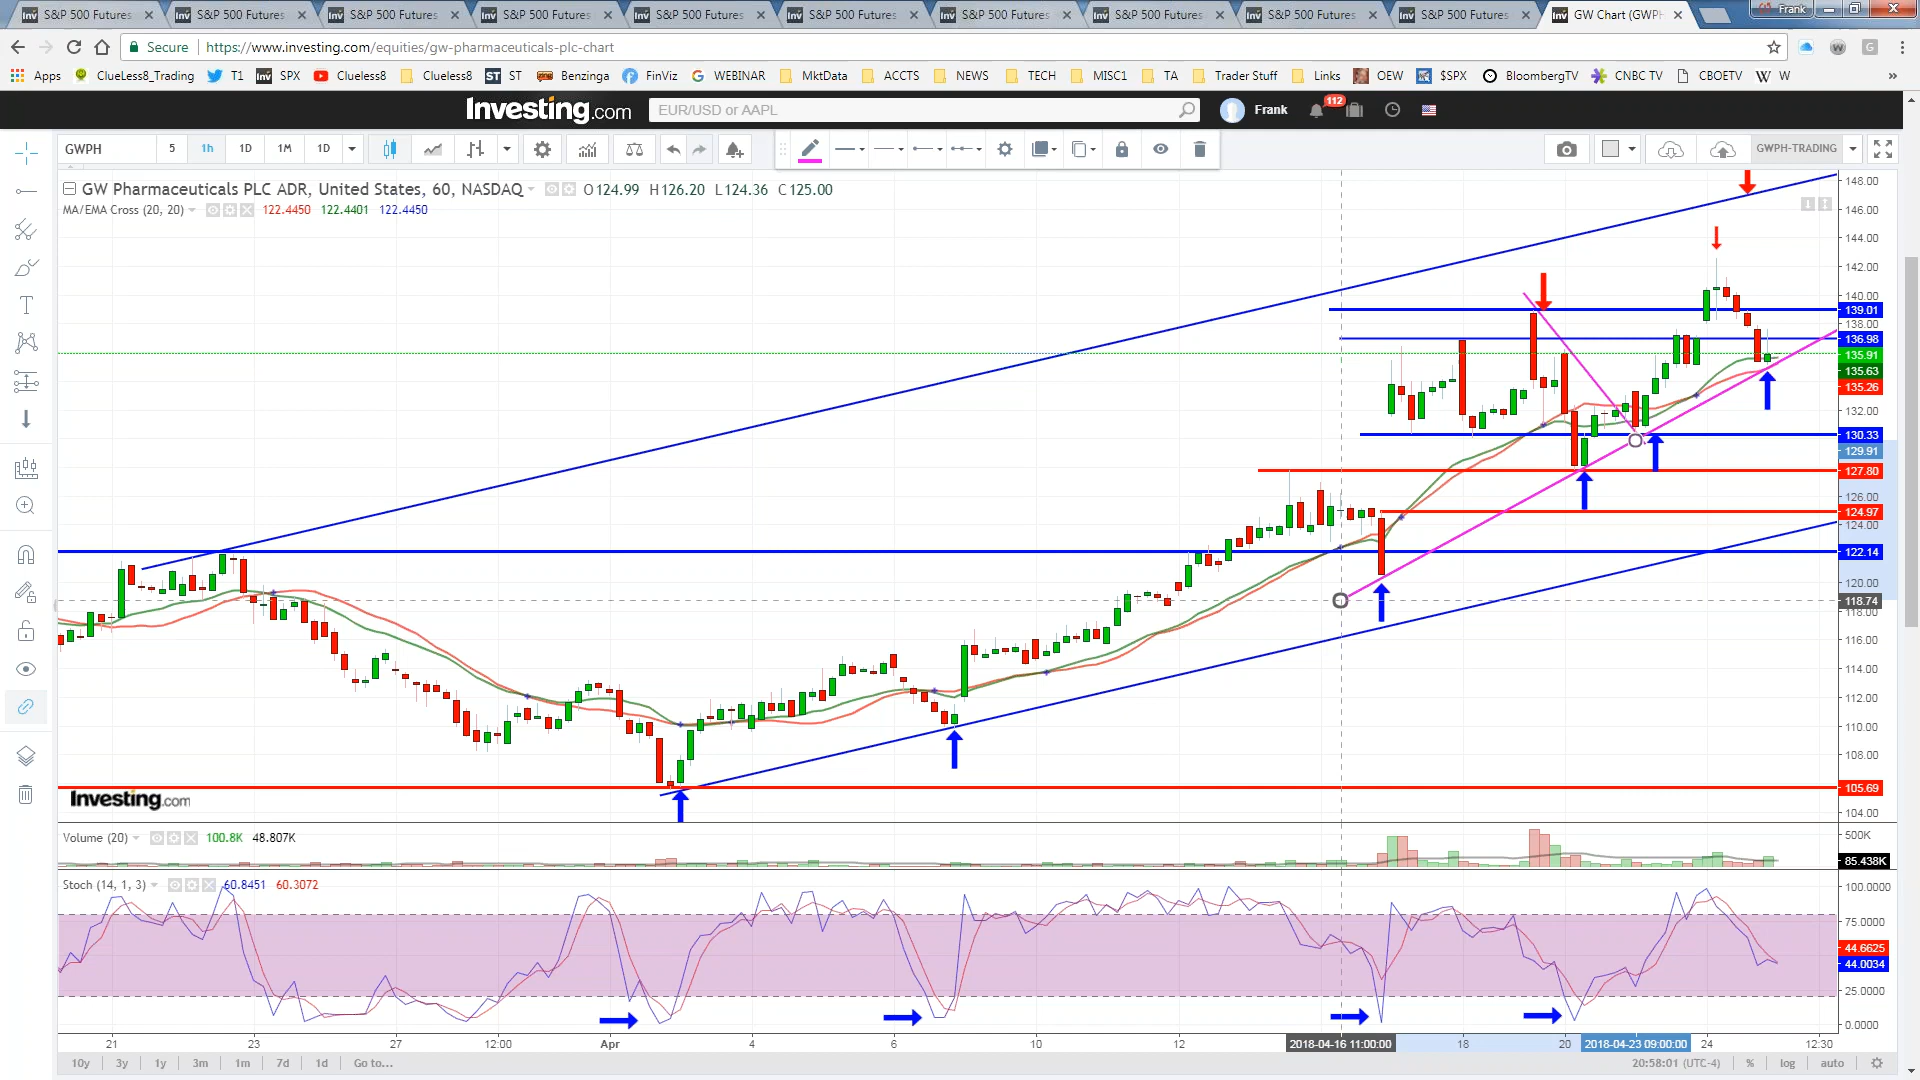 S&P 500 Futures S&P 500 Futures S&P 500 Futures S&P 500 Futures S&P 500 Futures S&P 500 Futures S&P 500 Futures S&P 500 Futures S&P 500 Futures S&P 500 Futures GW Chart (GWPH Frank
Secure https://www.investing.com/equities/gw-pharmaceuticals-plc-chart
Apps ClueLess8_Trading T1 SPX Clueless8 Clueless8 ST ST Benzinga FinViz WEBINAR MktData ACCTS NEWS TECH MISC1 TA Trader Stuff Links OEW $SPX BloombergTV CNBC TV CBOETV W W »
Investing.com EUR/USD or AAPL Frank 112
GWPH 5 1h 1D 1M 1D GWPH-TRADING
GW Pharmaceuticals PLC ADR, United States, 60, NASDAQ O124.99 H126.20 L124.36 C125.00
MA/EMA Cross (20, 20) 122.4450 122.4401 122.4450
148.00
146.00
144.00
142.00
140.00
139.01
138.00
136.98
135.91
135.63
135.26
132.00
130.33
129.91
127.80
126.00
124.97
124.00
122.14
120.00
118.74
118.00
116.00
114.00
112.00
110.00
108.00
105.69
104.00
Investing.com
Volume (20) 100.8K 48.807K
500K
85.438K
Stoch (14, 1, 3) 60.8451 60.3072
100.0000
75.0000
44.6625
44.0034
25.0000
0.0000
21 23 27 12:00 Apr 4 6 10 12 2018-04-16 11:00:00 18 20 2018-04-23 09:00:00 24 12:30
10y 3y 1y 3m 1m 7d 1d Go to... 20:58:01 (UTC-4) % log auto